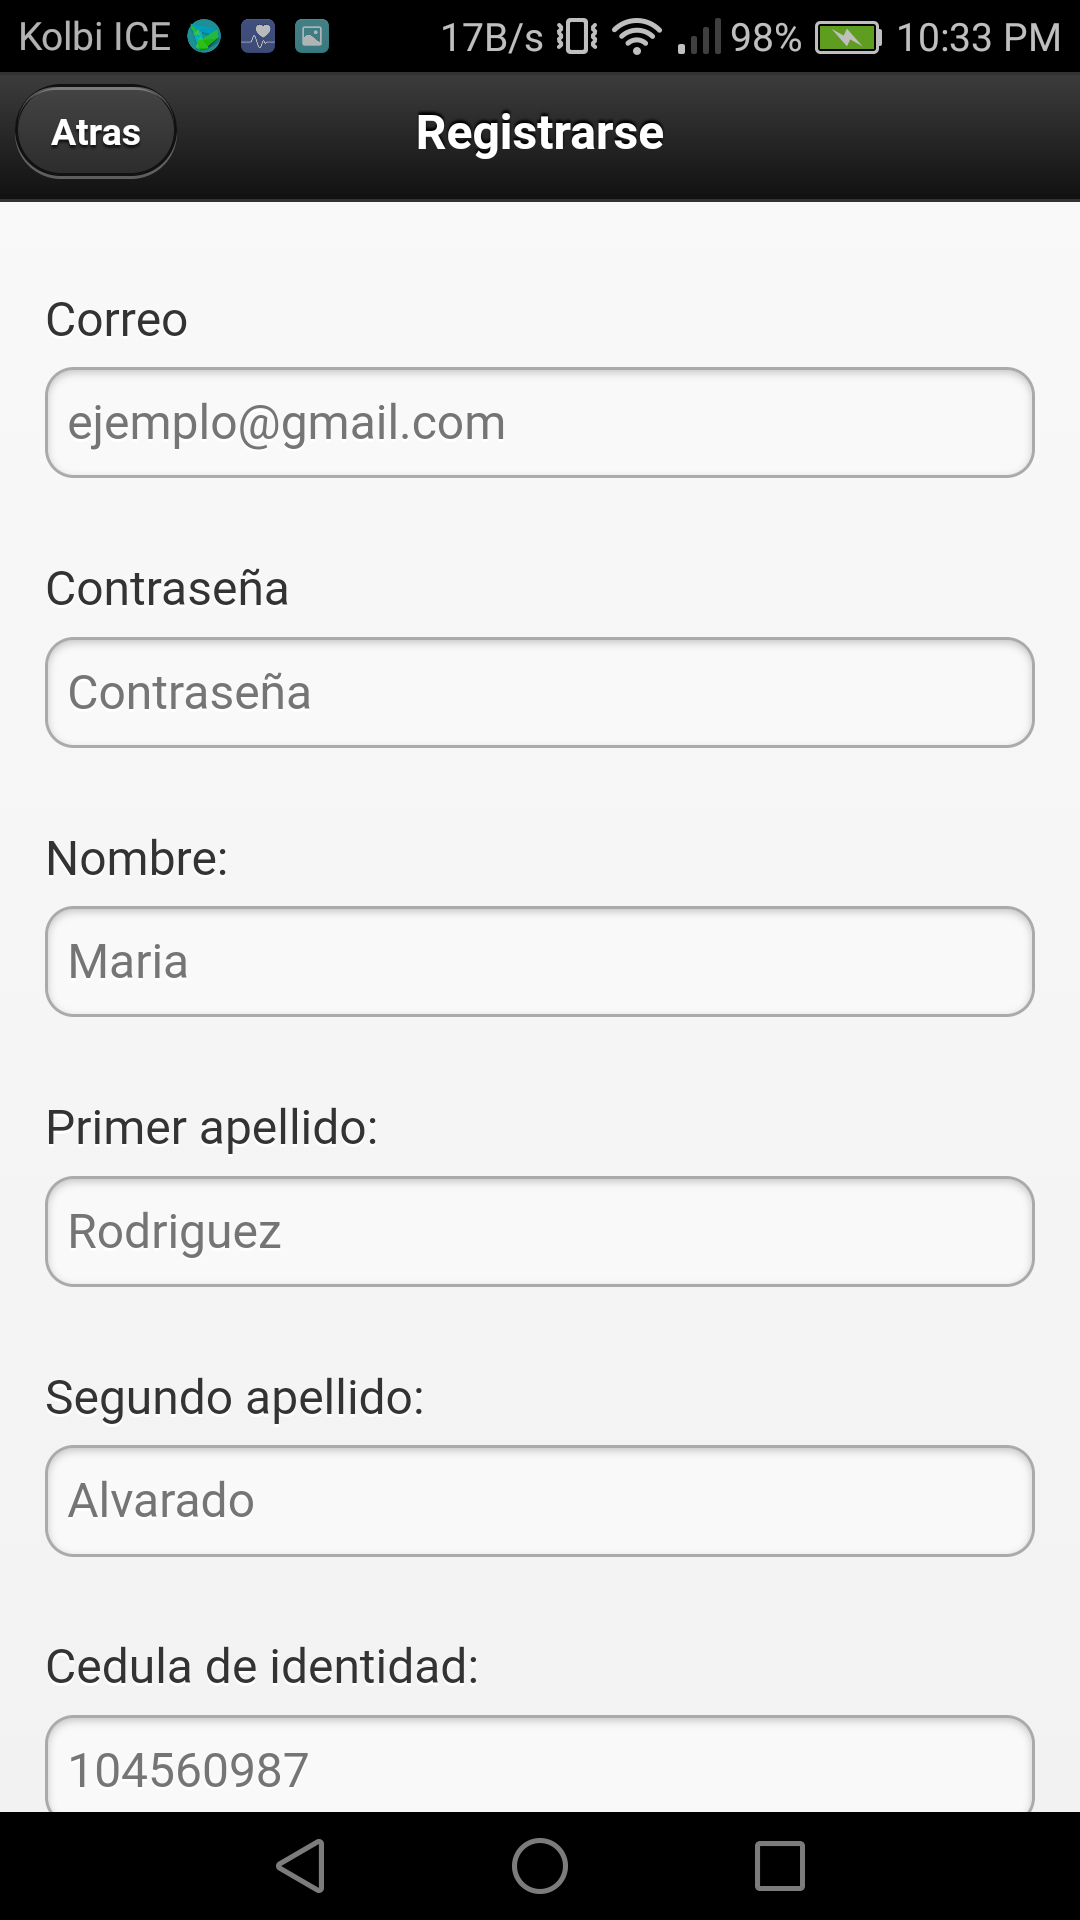 Kolbi ICE 17B/s 98% 10:33 PM
Atras Registrarse
Correo
ejemplo@gmail.com
Contraseña
Contraseña
Nombre:
Maria
Primer apellido:
Rodriguez
Segundo apellido:
Alvarado
Cedula de identidad:
104560987